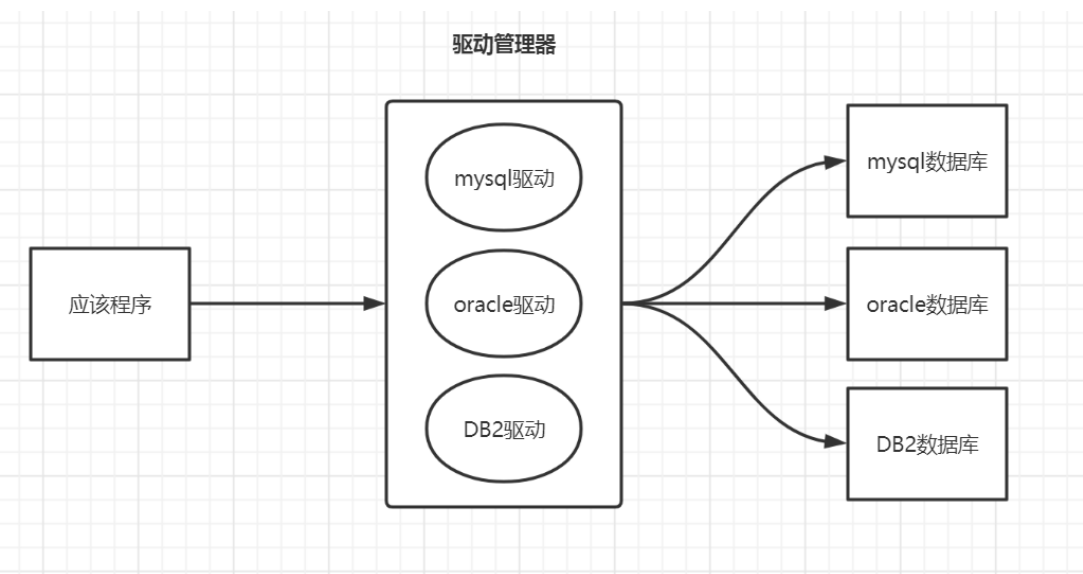 驱动管理器
mysql驱动
mysql数据库
应该程序
oracle驱动
oracle数据库
DB2驱动
DB2数据库